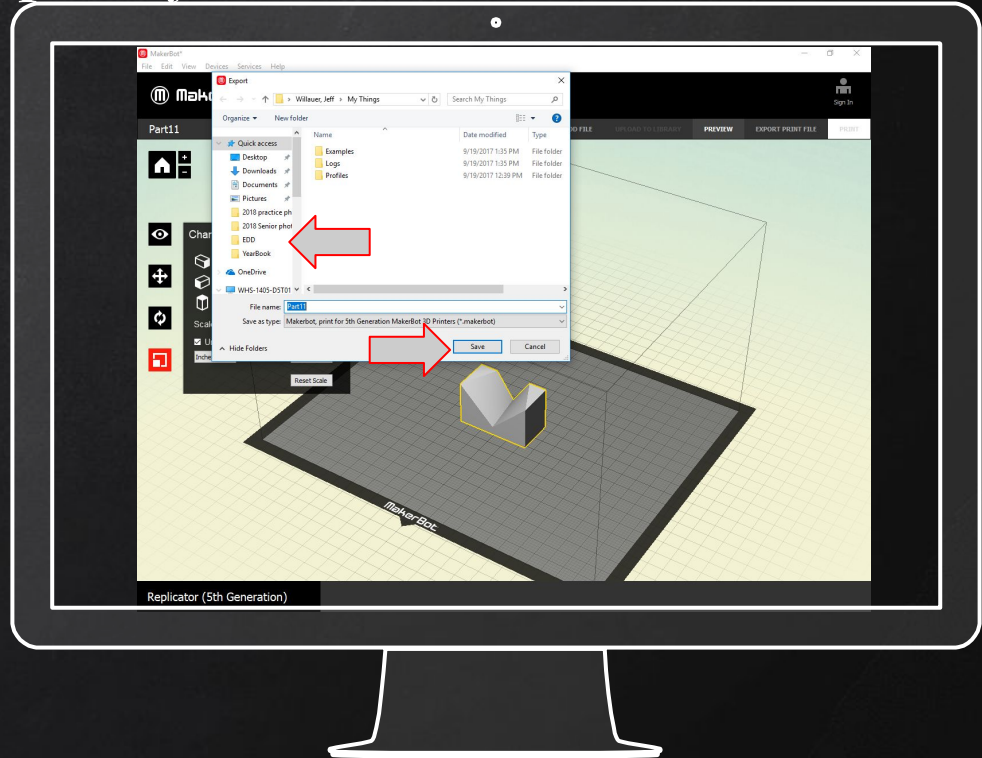 MakerBot*
File Edit View Devices Services Help
Export
Willauer, Jeff › My Things
Search My Things
Sign In
Organize
New folder
Part11
PREVIEW
EXPORT PRINT FILE
PRINT
UPLOAD TO LIBRARY
FILE
Name
Date modified
Type
Quick access
Desktop
Downloads
Documents
Pictures
2018 practice ph
2018 Senior phot
EDD
YearBook
OneDrive
WHS-1405-D5T01
Examples 9/19/2017 1:35 PM File folder
Logs 9/19/2017 1:35 PM File folder
Profiles 9/19/2017 12:39 PM File folder
File name: Part11
Save as type: Makerbot, print for 5th Generation MakerBot 3D Printers (*.makerbot)
Hide Folders
Save
Cancel
Reset Scale
MakerBot
Replicator (5th Generation)